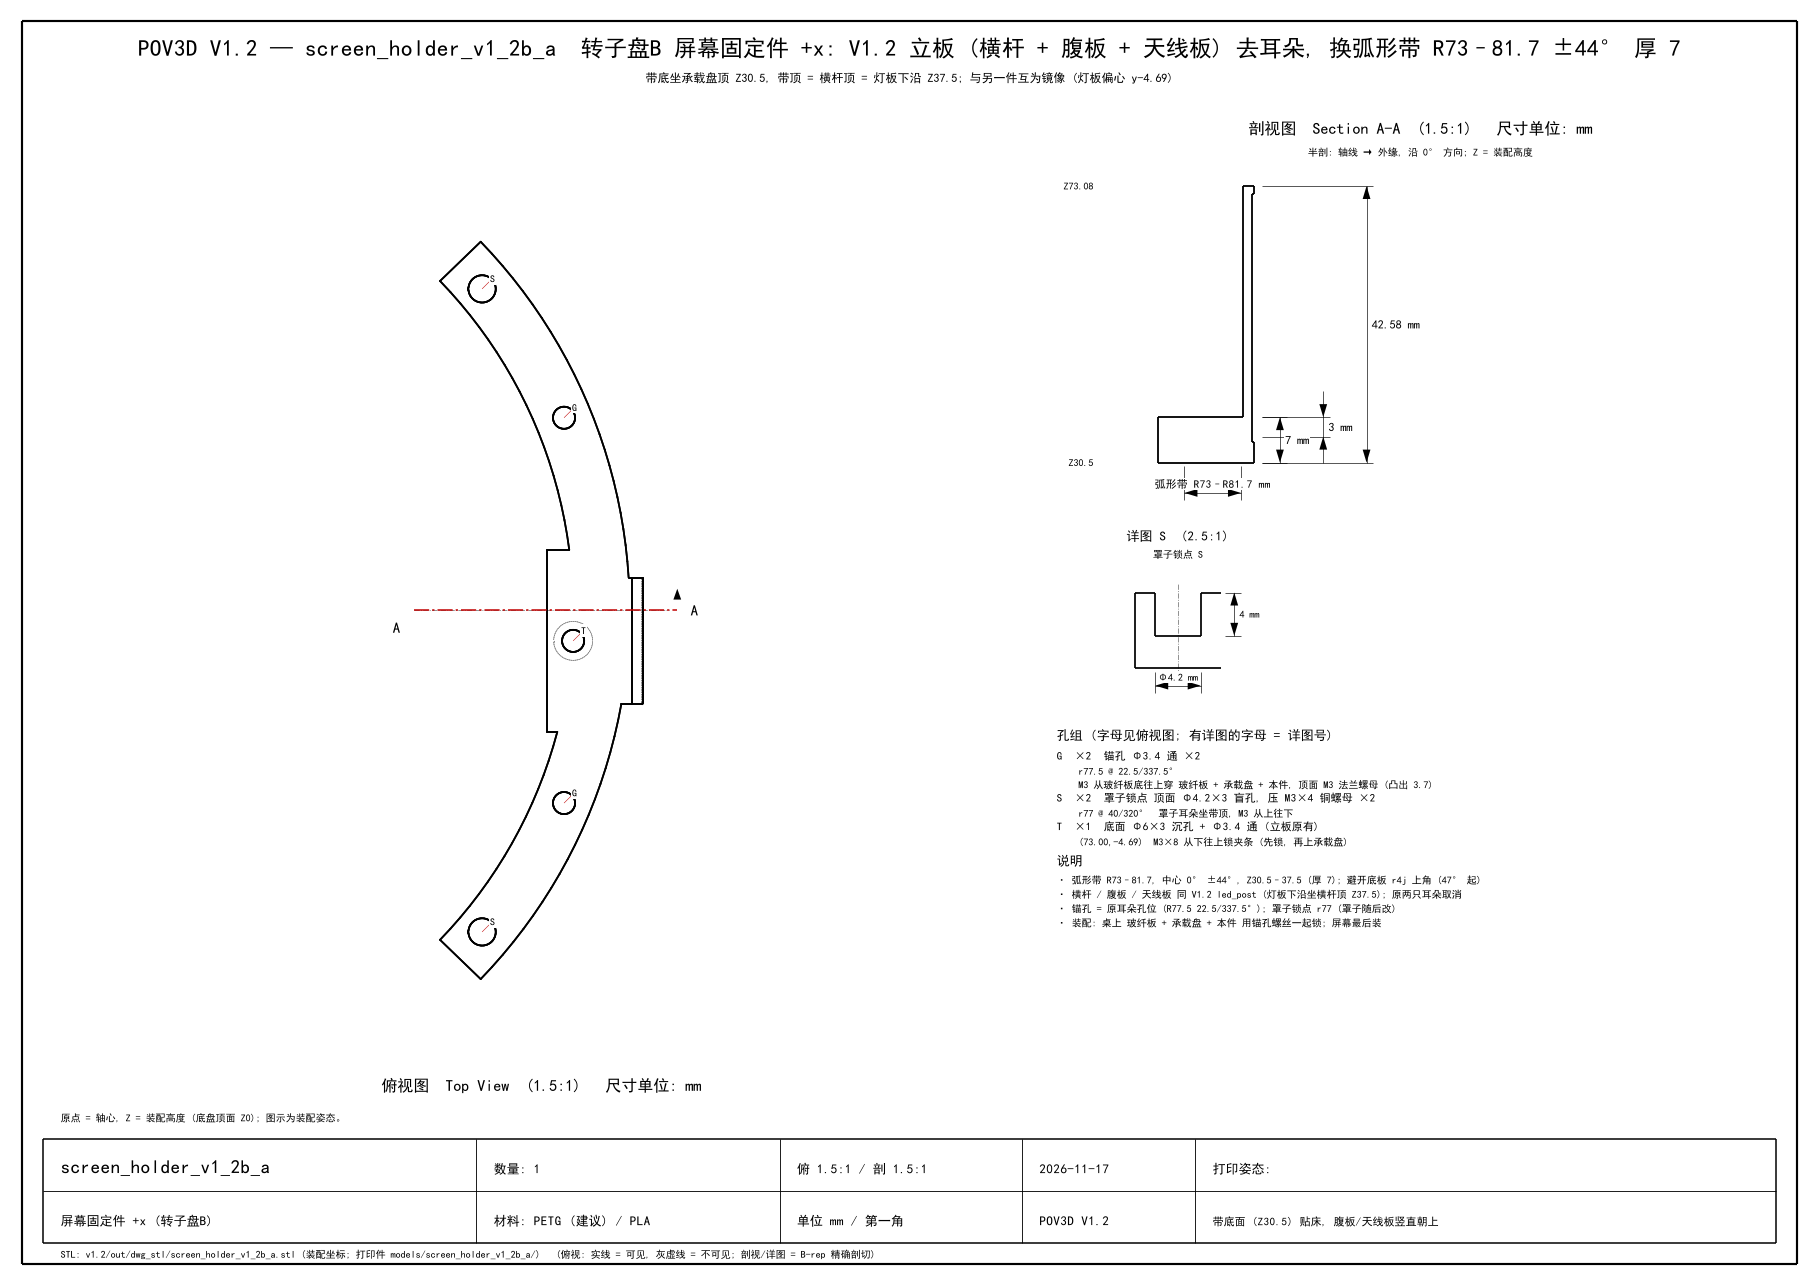 POV3D V1.2 — screen_holder_v1_2b_a  转子盘B 屏幕固定件 +x: V1.2 立板 (横杆 + 腹板 + 天线板) 去耳朵, 换弧形带 R73–81.7 ±44° 厚 7
带底坐承载盘顶 Z30.5, 带顶 = 横杆顶 = 灯板下沿 Z37.5; 与另一件互为镜像 (灯板偏心 y-4.69)
剖视图  Section A-A  (1.5:1)  尺寸单位: mm
半剖: 轴线 → 外缘, 沿 0° 方向; Z = 装配高度
Z73.08
42.58 mm
3 mm
7 mm
Z30.5
弧形带 R73–R81.7 mm
S
G
T
A
A
G
S
详图 S  (2.5:1)
罩子锁点 S
4 mm
Φ4.2 mm
孔组 (字母见俯视图; 有详图的字母 = 详图号)
G  ×2  锚孔 Φ3.4 通 ×2
r77.5 @ 22.5/337.5°
M3 从玻纤板底往上穿 玻纤板 + 承载盘 + 本件, 顶面 M3 法兰螺母 (凸出 3.7)
S  ×2  罩子锁点 顶面 Φ4.2×3 盲孔, 压 M3×4 铜螺母 ×2
r77 @ 40/320°  罩子耳朵坐带顶, M3 从上往下
T  ×1  底面 Φ6×3 沉孔 + Φ3.4 通 (立板原有)
(73.00,-4.69)  M3×8 从下往上锁夹条 (先锁, 再上承载盘)
说明
· 弧形带 R73–81.7, 中心 0° ±44°, Z30.5–37.5 (厚 7); 避开底板 r4j 上角 (47° 起)
· 横杆 / 腹板 / 天线板 同 V1.2 led_post (灯板下沿坐横杆顶 Z37.5); 原两只耳朵取消
· 锚孔 = 原耳朵孔位 (R77.5 22.5/337.5°); 罩子锁点 r77 (罩子随后改)
· 装配: 桌上 玻纤板 + 承载盘 + 本件 用锚孔螺丝一起锁; 屏幕最后装
俯视图  Top View  (1.5:1)  尺寸单位: mm
原点 = 轴心, Z = 装配高度 (底盘顶面 Z0); 图示为装配姿态。
screen_holder_v1_2b_a
数量: 1
俯 1.5:1 / 剖 1.5:1
2026-11-17
打印姿态:
屏幕固定件 +x (转子盘B)
材料: PETG (建议) / PLA
单位 mm / 第一角
POV3D V1.2
带底面 (Z30.5) 贴床, 腹板/天线板竖直朝上
STL: v1.2/out/dwg_stl/screen_holder_v1_2b_a.stl (装配坐标; 打印件 models/screen_holder_v1_2b_a/)  (俯视: 实线 = 可见, 灰虚线 = 不可见; 剖视/详图 = B-rep 精确剖切)